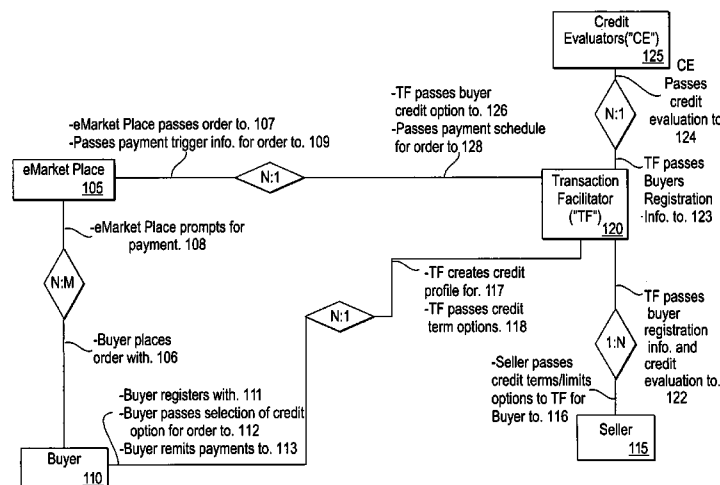 Credit
Evaluators("CE")
125
CE
Passes
credit
evaluation to
124
N:1
-TF passes buyer
credit option to. 126
-Passes payment schedule
for order to 128
-eMarket Place passes order to. 107
-Passes payment trigger info. for order to 109
eMarket Place
105
N:1
TF passes
Buyers
Registration
Info. to. 123
Transaction
Facilitator
("TF")
120
-eMarket Place prompts for
payment. 108
N:M
-TF creates credit
profile for. 117
-TF passes credit
term options. 118
N:1
TF passes
buyer
registration
info. and
credit
evaluation to.
122
1:N
-Buyer places
order with. 106
-Seller passes
credit terms/limits
options to TF for
Buyer to. 116
-Buyer registers with. 111
-Buyer passes selection of credit
option for order to. 112
-Buyer remits payments to. 113
Buyer
110
Seller
115